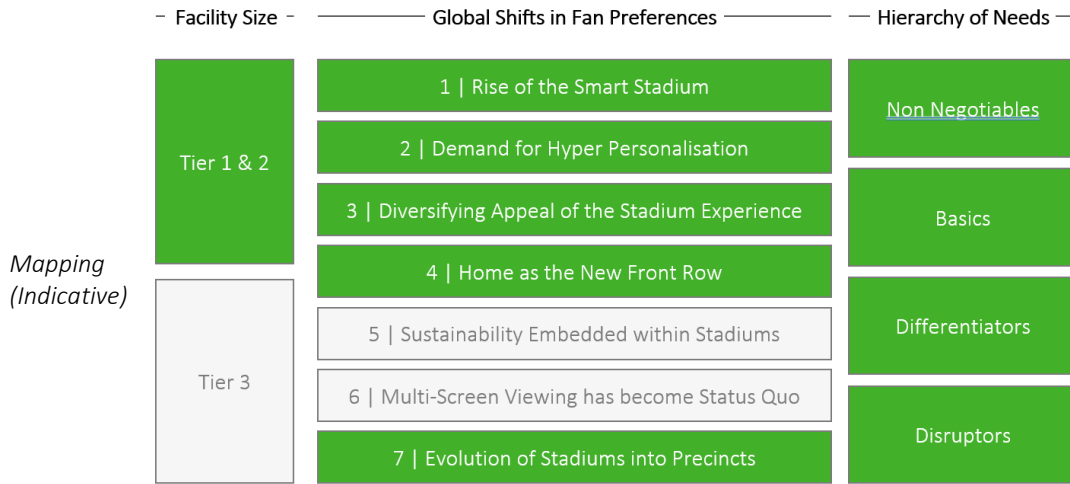 Facility Size
Global Shifts in Fan Preferences
Hierarchy of Needs
Mapping
(Indicative)
Tier 1 & 2
Tier 3
1 | Rise of the Smart Stadium
2 | Demand for Hyper Personalisation
3 | Diversifying Appeal of the Stadium Experience
4 | Home as the New Front Row
5 | Sustainability Embedded within Stadiums
6 | Multi-Screen Viewing has become Status Quo
7 | Evolution of Stadiums into Precincts
Non Negotiables
Basics
Differentiators
Disruptors